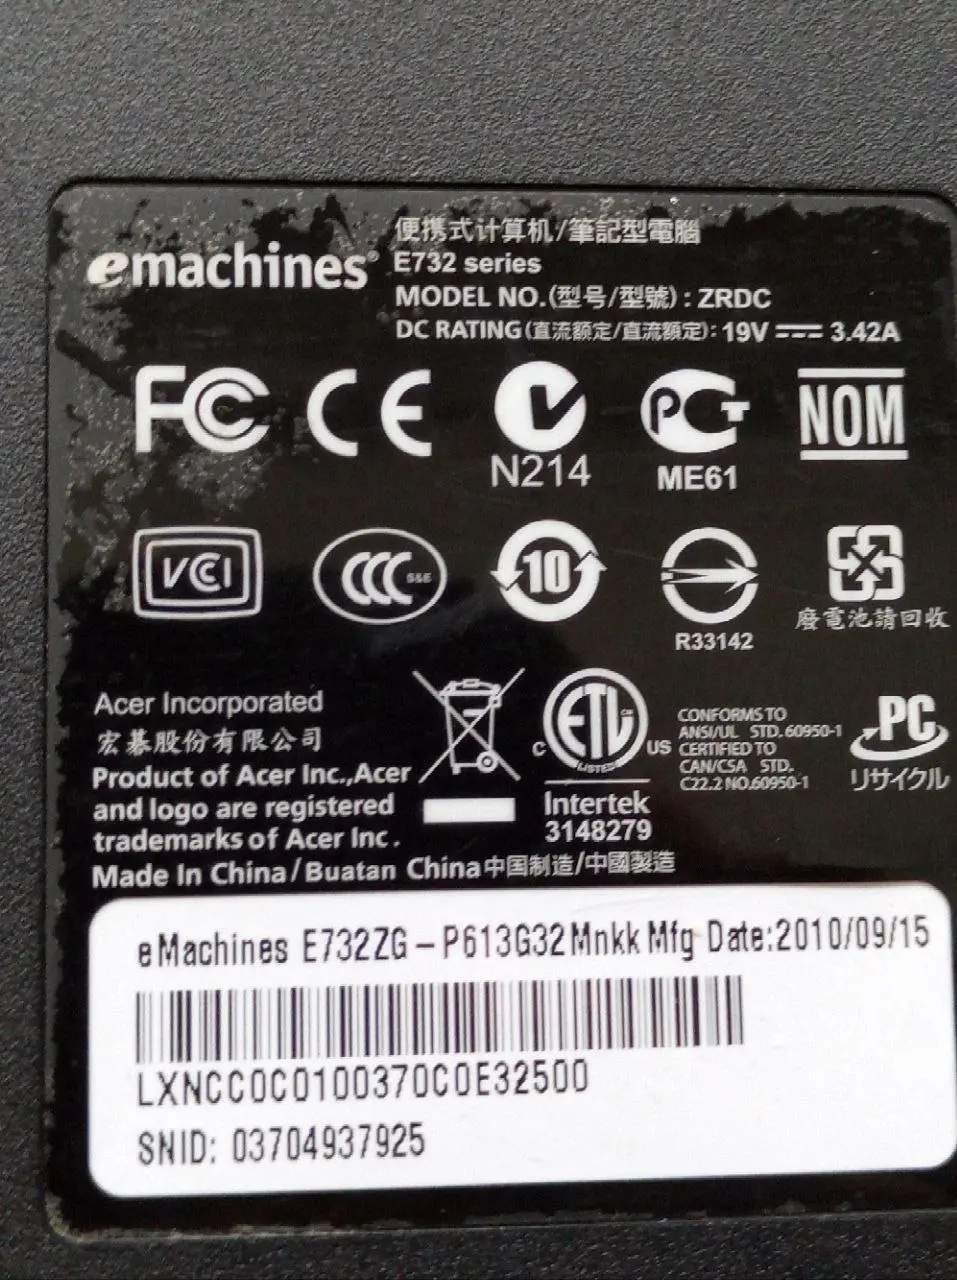 emachines®
便携式计算机/筆記型電腦
E732 series
MODEL NO.(型号/型號) : ZRDC
DC RATING(直流额定/直流額定): 19V 3.42A
FC CE
N214
PCT
ME61
NOM
VCI
CCC S&E
10
R33142
廢電池請回收
Acer Incorporated
宏碁股份有限公司
Product of Acer Inc.,Acer
and logo are registered
trademarks of Acer Inc.
Made In China/Buatan China中国制造/中國製造
C ETL CM US
LISTED
Intertek
3148279
CONFORMS TO
ANSI/UL STD. 60950-1
CERTIFIED TO
CAN/CSA STD.
C22.2 NO.60950-1
PC
リサイクル
eMachines E732ZG-P613G32Mnkk Mfg Date:2010/09/15
LXNCC0C0100370C0E32500
SNID: 03704937925